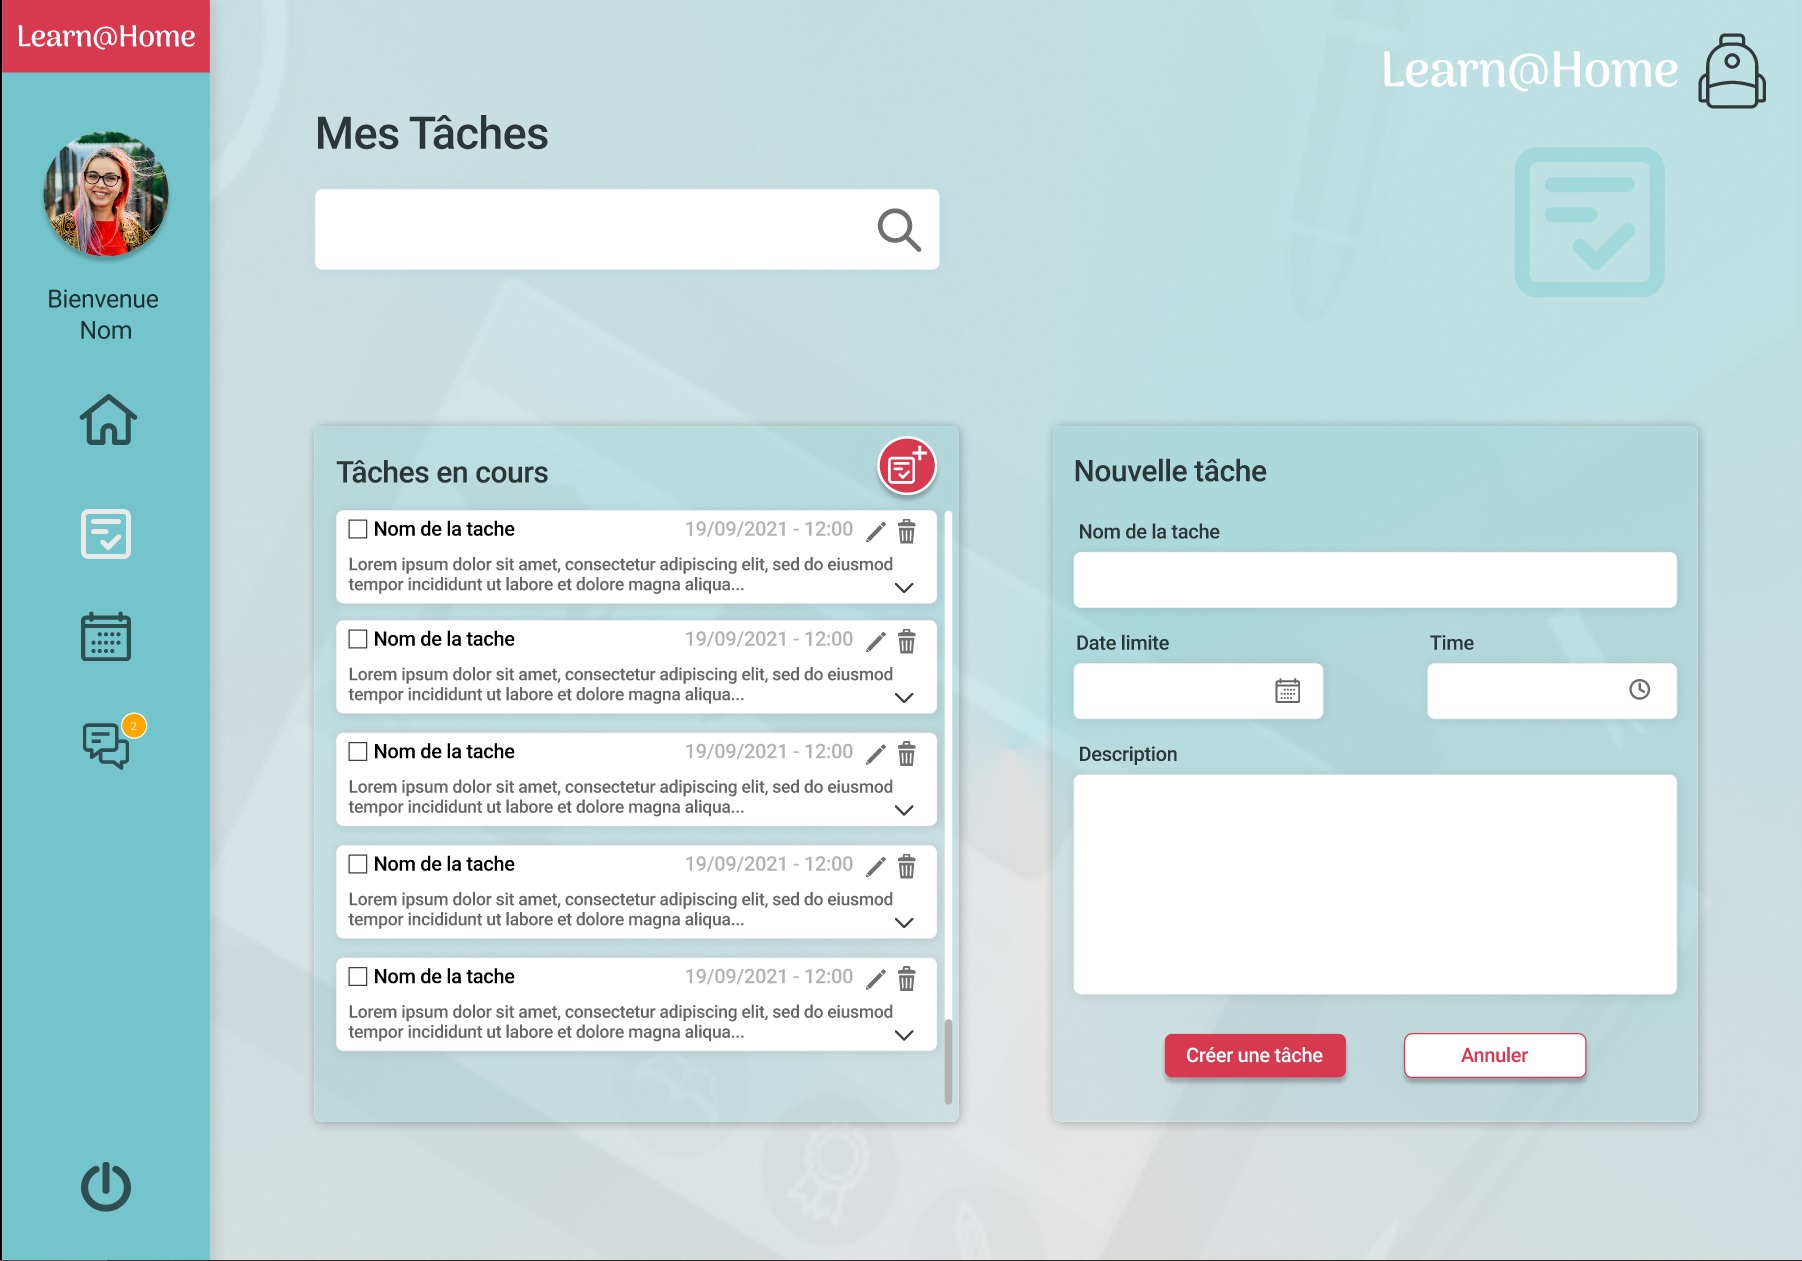 Learn@Home
Learn@Home
Mes Tâches
Bienvenue
Nom
2
Tâches en cours
Nom de la tache 19/09/2021 - 12:00
Lorem ipsum dolor sit amet, consectetur adipiscing elit, sed do eiusmod
tempor incididunt ut labore et dolore magna aliqua...
Nom de la tache 19/09/2021 - 12:00
Lorem ipsum dolor sit amet, consectetur adipiscing elit, sed do eiusmod
tempor incididunt ut labore et dolore magna aliqua...
Nom de la tache 19/09/2021 - 12:00
Lorem ipsum dolor sit amet, consectetur adipiscing elit, sed do eiusmod
tempor incididunt ut labore et dolore magna aliqua...
Nom de la tache 19/09/2021 - 12:00
Lorem ipsum dolor sit amet, consectetur adipiscing elit, sed do eiusmod
tempor incididunt ut labore et dolore magna aliqua...
Nom de la tache 19/09/2021 - 12:00
Lorem ipsum dolor sit amet, consectetur adipiscing elit, sed do eiusmod
tempor incididunt ut labore et dolore magna aliqua...
Nouvelle tâche
Nom de la tache
Date limite
Time
Description
Créer une tâche
Annuler